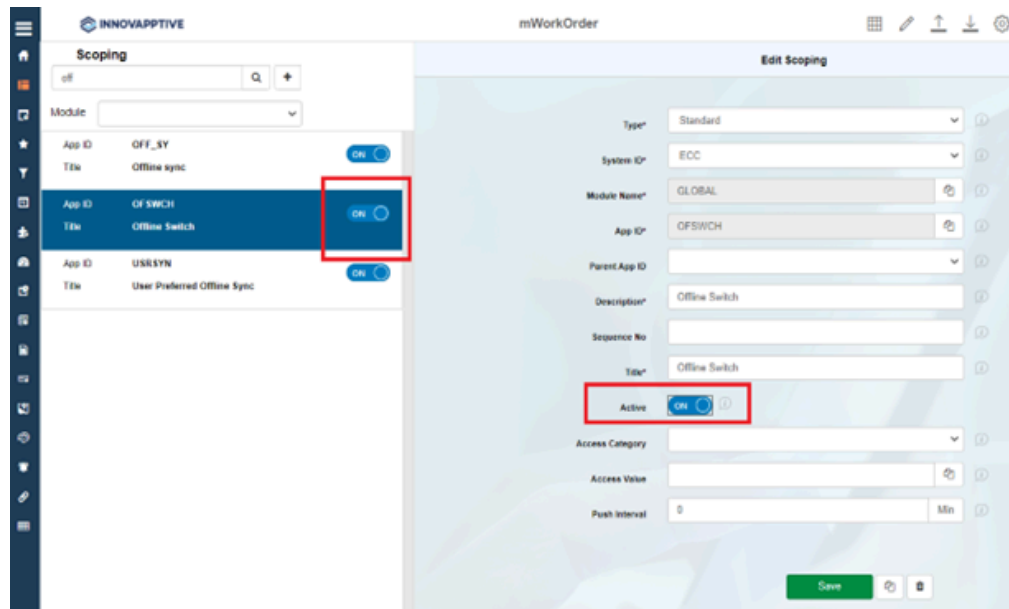 INNOVAPPTIVE
mWorkOrder
Scoping
off
Module
App ID OFF_SY
Title Offline sync
ON
App ID OFSWCH
Title Offline Switch
ON
App ID USRSYN
Title User Preferred Offline Sync
ON
Edit Scoping
Type* Standard
System ID* ECC
Module Name* GLOBAL
App ID* OFSWCH
Parent App ID
Description* Offline Switch
Sequence No
Title* Offline Switch
Active ON
Access Category
Access Value
Push Interval 0 Min
Save